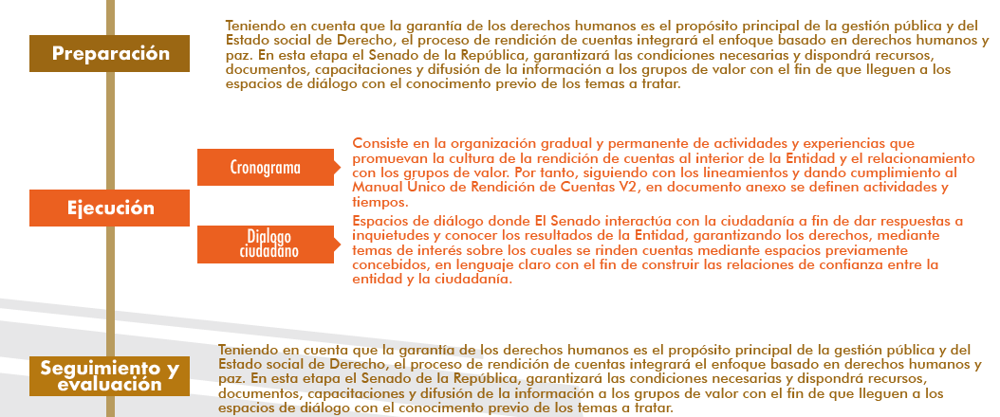 Preparación
Teniendo en cuenta que la garantía de los derechos humanos es el propósito principal de la gestión pública y del
Estado social de Derecho, el proceso de rendición de cuentas integrará el enfoque basado en derechos humanos y
paz. En esta etapa el Senado de la República, garantizará las condiciones necesarias y dispondrá recursos,
documentos, capacitaciones y difusión de la información a los grupos de valor con el fin de que lleguen a los
espacios de diálogo con el conocimiento previo de los temas a tratar.
Ejecución
Cronograma
Consiste en la organización gradual y permanente de actividades y experiencias que
promuevan la cultura de la rendición de cuentas al interior de la Entidad y el relacionamiento
con los grupos de valor. Por tanto, siguiendo con los lineamientos y dando cumplimiento al
Manual Único de Rendición de Cuentas V2, en documento anexo se definen actividades y
tiempos.
Diplogo
ciudadano
Espacios de diálogo donde El Senado interactúa con la ciudadanía a fin de dar respuestas a
inquietudes y conocer los resultados de la Entidad, garantizando los derechos, mediante
temas de interés sobre los cuales se rinden cuentas mediante espacios previamente
concebidos, en lenguaje claro con el fin de construir las relaciones de confianza entre la
entidad y la ciudadanía.
Seguimiento y
evaluación
Teniendo en cuenta que la garantía de los derechos humanos es el propósito principal de la gestión pública y del
Estado social de Derecho, el proceso de rendición de cuentas integrará el enfoque basado en derechos humanos y
paz. En esta etapa el Senado de la República, garantizará las condiciones necesarias y dispondrá recursos,
documentos, capacitaciones y difusión de la información a los grupos de valor con el fin de que lleguen a los
espacios de diálogo con el conocimiento previo de los temas a tratar.